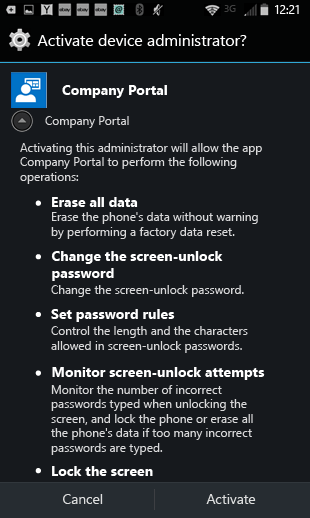 Y ebay ebay ebay @ 3G 12:21
Activate device administrator?
Company Portal
Company Portal
Activating this administrator will allow the app
Company Portal to perform the following
operations:
• Erase all data
Erase the phone's data without warning
by performing a factory data reset.
• Change the screen-unlock
password
Change the screen-unlock password.
• Set password rules
Control the length and the characters
allowed in screen-unlock passwords.
• Monitor screen-unlock attempts
Monitor the number of incorrect
passwords typed when unlocking the
screen, and lock the phone or erase all
the phone's data if too many incorrect
passwords are typed.
• Lock the screen
Cancel Activate